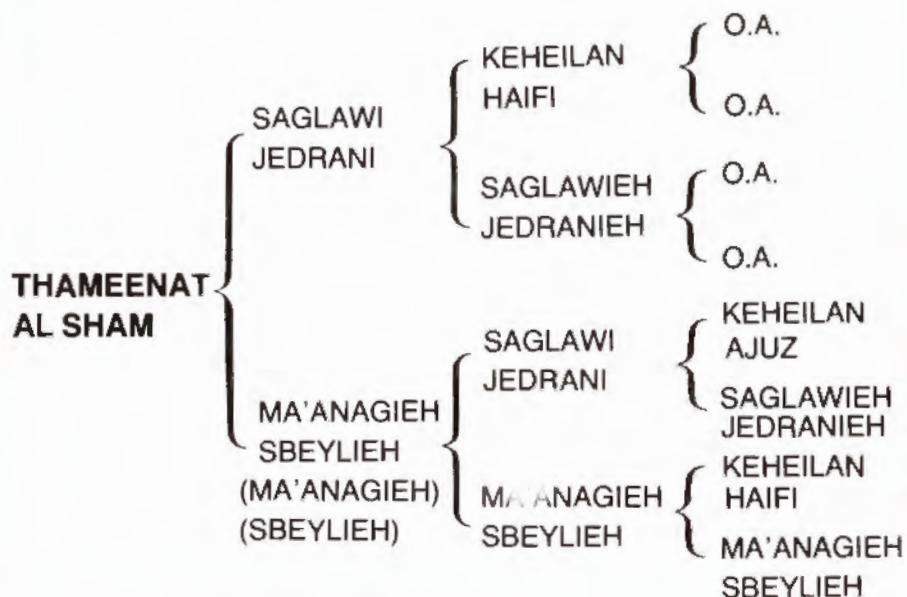 THAMEENAT
AL SHAM
SAGLAWI
JEDRANI
KEHEILAN
HAIFI
O.A.
O.A.
SAGLAWIEH
JEDRANIEH
O.A.
O.A.
MA'ANAGIEH
SBEYLIEH
(MA'ANAGIEH)
(SBEYLIEH)
SAGLAWI
JEDRANI
KEHEILAN
AJUZ
SAGLAWIEH
JEDRANIEH
MA'ANAGIEH
SBEYLIEH
KEHEILAN
HAIFI
MA'ANAGIEH
SBEYLIEH